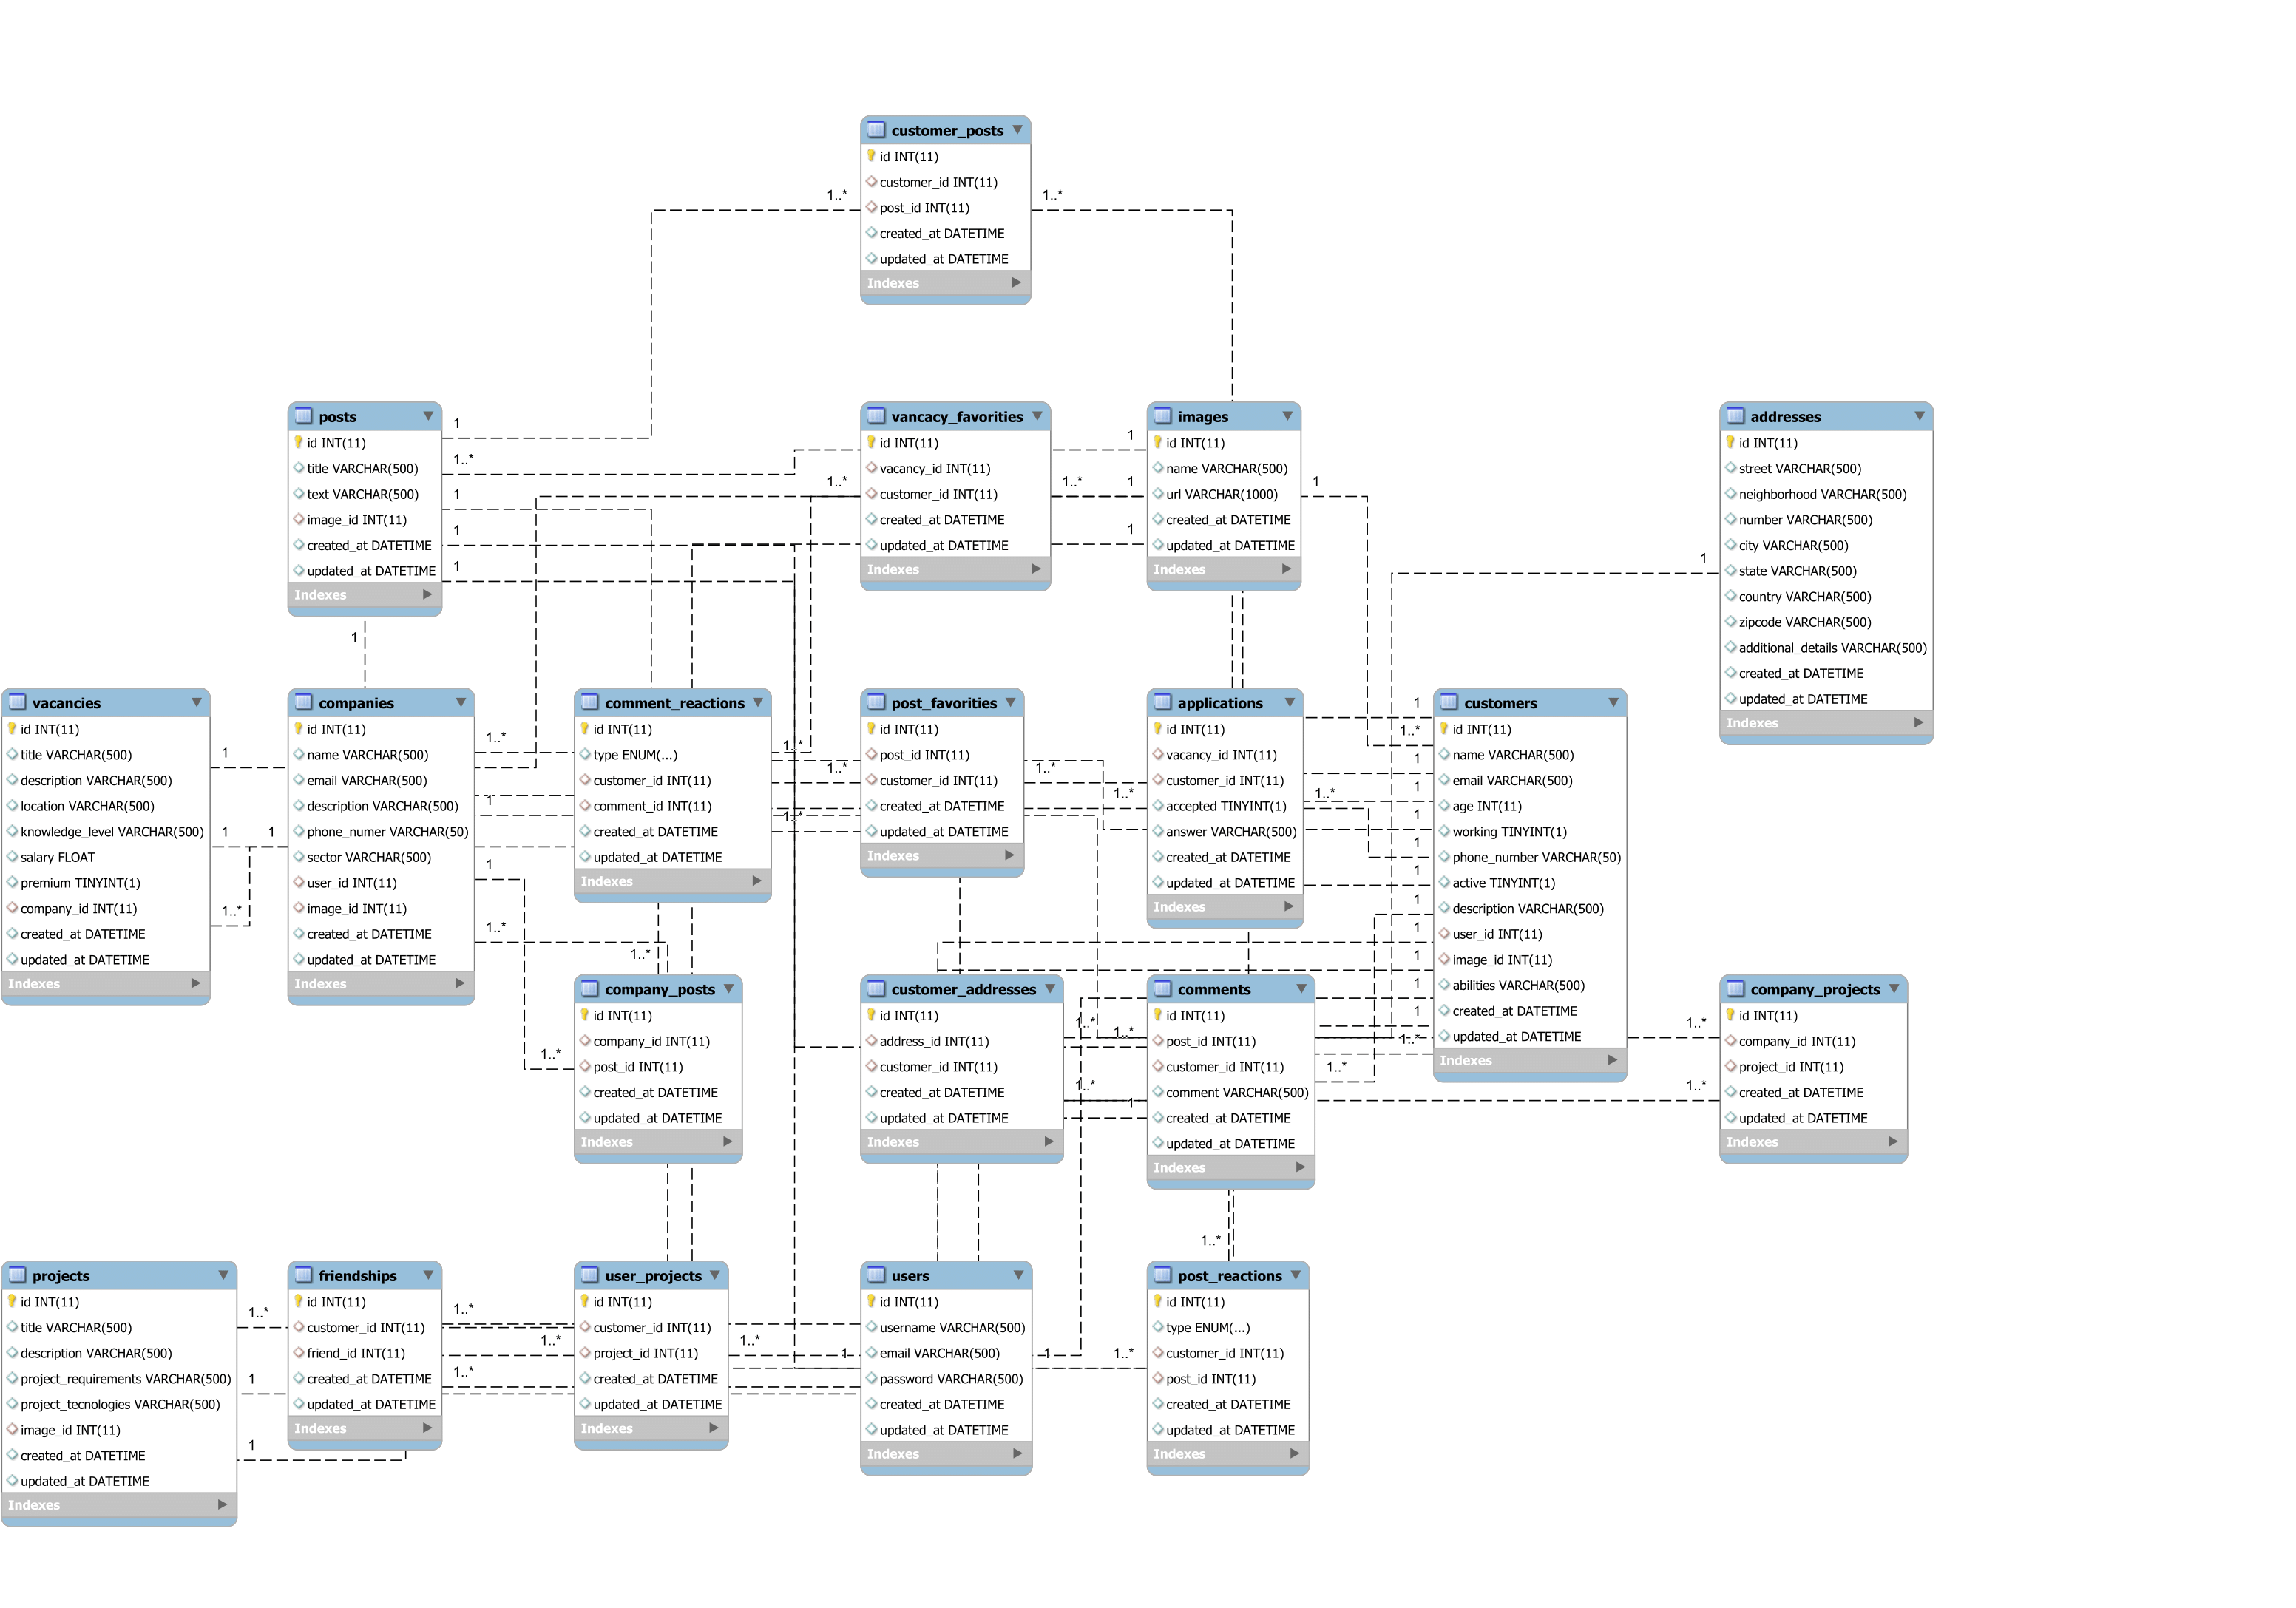 customer_posts
id INT(11)
customer_id INT(11)
post_id INT(11)
created_at DATETIME
updated_at DATETIME
Indexes
1..*
1..*
posts
id INT(11)
title VARCHAR(500)
text VARCHAR(500)
image_id INT(11)
created_at DATETIME
updated_at DATETIME
Indexes
1
1..*
1
1
1
1
vancacy_favorities
id INT(11)
vacancy_id INT(11)
customer_id INT(11)
created_at DATETIME
updated_at DATETIME
Indexes
1..*
1..*
1
1
1
images
id INT(11)
name VARCHAR(500)
url VARCHAR(1000)
created_at DATETIME
updated_at DATETIME
Indexes
1
addresses
id INT(11)
street VARCHAR(500)
neighborhood VARCHAR(500)
number VARCHAR(500)
city VARCHAR(500)
state VARCHAR(500)
country VARCHAR(500)
zipcode VARCHAR(500)
additional_details VARCHAR(500)
created_at DATETIME
updated_at DATETIME
Indexes
1
vacancies
id INT(11)
title VARCHAR(500)
description VARCHAR(500)
location VARCHAR(500)
knowledge_level VARCHAR(500)
salary FLOAT
premium TINYINT(1)
company_id INT(11)
created_at DATETIME
updated_at DATETIME
Indexes
1
1
1
1..*
companies
id INT(11)
name VARCHAR(500)
email VARCHAR(500)
description VARCHAR(500)
phone_numer VARCHAR(50)
sector VARCHAR(500)
user_id INT(11)
image_id INT(11)
created_at DATETIME
updated_at DATETIME
Indexes
1..*
1
1
1..*
comment_reactions
id INT(11)
type ENUM(...)
customer_id INT(11)
comment_id INT(11)
created_at DATETIME
updated_at DATETIME
Indexes
1..*
1..*
1..*
post_favorities
id INT(11)
post_id INT(11)
customer_id INT(11)
created_at DATETIME
updated_at DATETIME
Indexes
1..*
1..*
applications
id INT(11)
vacancy_id INT(11)
customer_id INT(11)
accepted TINYINT(1)
answer VARCHAR(500)
created_at DATETIME
updated_at DATETIME
Indexes
1..*
1
1..*
1
1
1
1
1
1
1
1
1
1
customers
id INT(11)
name VARCHAR(500)
email VARCHAR(500)
age INT(11)
working TINYINT(1)
phone_number VARCHAR(50)
active TINYINT(1)
description VARCHAR(500)
user_id INT(11)
image_id INT(11)
abilities VARCHAR(500)
created_at DATETIME
updated_at DATETIME
Indexes
1..*
1..*
company_posts
id INT(11)
company_id INT(11)
post_id INT(11)
created_at DATETIME
updated_at DATETIME
Indexes
1..*
1..*
customer_addresses
id INT(11)
address_id INT(11)
customer_id INT(11)
created_at DATETIME
updated_at DATETIME
Indexes
1..*
1..*
1..*
1
comments
id INT(11)
post_id INT(11)
customer_id INT(11)
comment VARCHAR(500)
created_at DATETIME
updated_at DATETIME
Indexes
1..*
company_projects
id INT(11)
company_id INT(11)
project_id INT(11)
created_at DATETIME
updated_at DATETIME
Indexes
1..*
1..*
projects
id INT(11)
title VARCHAR(500)
description VARCHAR(500)
project_requirements VARCHAR(500)
project_tecnologies VARCHAR(500)
image_id INT(11)
created_at DATETIME
updated_at DATETIME
Indexes
1..*
1
1
friendships
id INT(11)
customer_id INT(11)
friend_id INT(11)
created_at DATETIME
updated_at DATETIME
Indexes
1..*
1..*
1..*
user_projects
id INT(11)
customer_id INT(11)
project_id INT(11)
created_at DATETIME
updated_at DATETIME
Indexes
1..*
1
users
id INT(11)
username VARCHAR(500)
email VARCHAR(500)
password VARCHAR(500)
created_at DATETIME
updated_at DATETIME
Indexes
1
1..*
1..*
post_reactions
id INT(11)
type ENUM(...)
customer_id INT(11)
post_id INT(11)
created_at DATETIME
updated_at DATETIME
Indexes